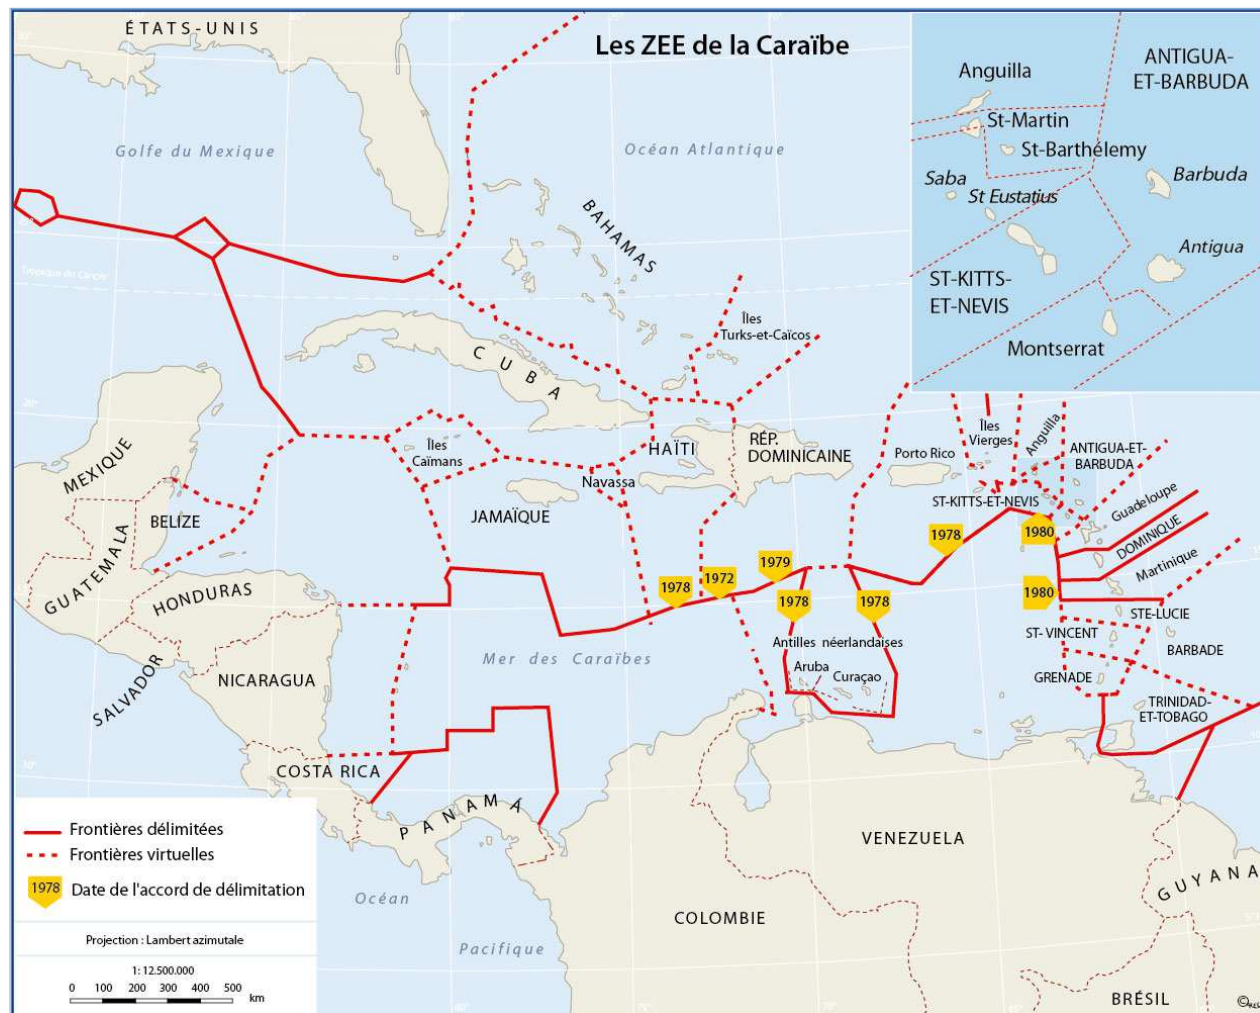 ÉTATS-UNIS
Les ZEE de la Caraïbe
Golfe du Mexique
Océan Atlantique
Tropique du Cancer
BAHAMAS
Îles
Turks-et-Caïcos
CUBA
Îles
Caïmans
HAÏTI
RÉP.
DOMINICAINE
Navassa
JAMAÏQUE
Porto Rico
Îles
Vierges
Anguilla
ANTIGUA-ET-
BARBUDA
ST-KITTS-ET-NEVIS
Guadeloupe
DOMINIQUE
Martinique
STE-LUCIE
ST-VINCENT
BARBADE
GRENADE
TRINIDAD-
ET-TOBAGO
MEXIQUE
BELIZE
GUATEMALA
HONDURAS
SALVADOR
NICARAGUA
COSTA RICA
PANAMÁ
Mer des Caraïbes
Antilles néerlandaises
Aruba
Curaçao
1978
1972
1979
1978
1978
1978
1980
1980
COLOMBIE
VENEZUELA
GUYANA
BRÉSIL
Océan
Pacifique
Anguilla
ANTIGUA-
ET-BARBUDA
St-Martin
St-Barthélemy
Saba
St Eustatius
Barbuda
Antigua
ST-KITTS-
ET-NEVIS
Montserrat
Frontières délimitées
Frontières virtuelles
1978 Date de l'accord de délimitation
Projection : Lambert azimutale
1: 12.500.000
0 100 200 300 400 500 km